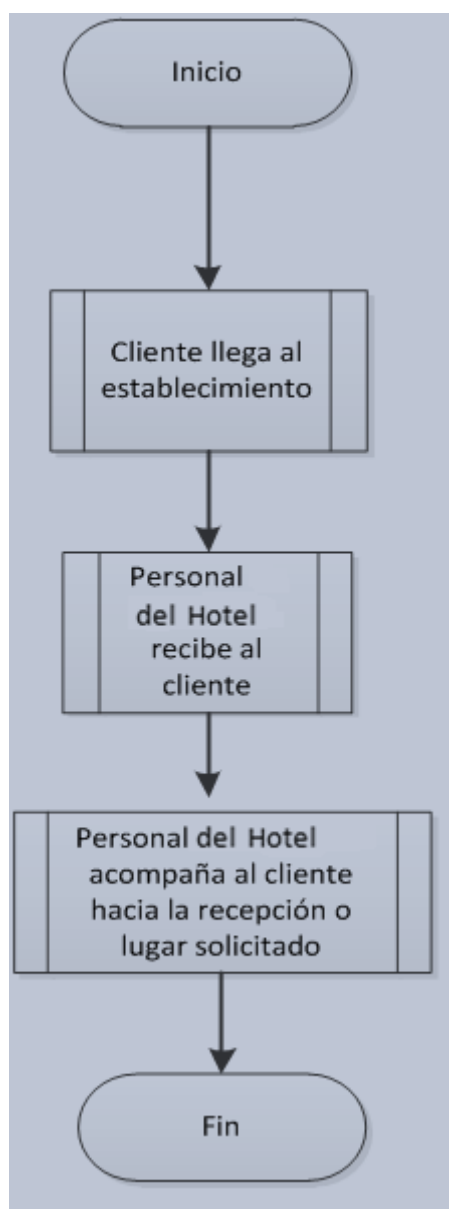 Inicio
Cliente llega al
establecimiento
Personal
del Hotel
recibe al
cliente
Personal del Hotel
acompaña al cliente
hacia la recepción o
lugar solicitado
Fin